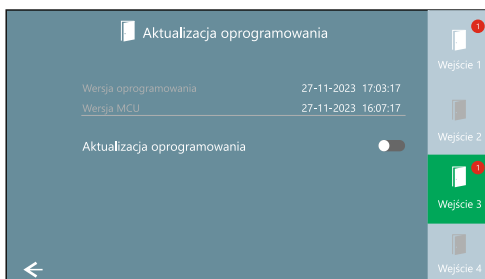 Aktualizacja oprogramowania
Wersja oprogramowania 27-11-2023 17:03:17
Wersja MCU 27-11-2023 16:07:17
Aktualizacja oprogramowania
1
Wejście 1
Wejście 2
1
Wejście 3
Wejście 4